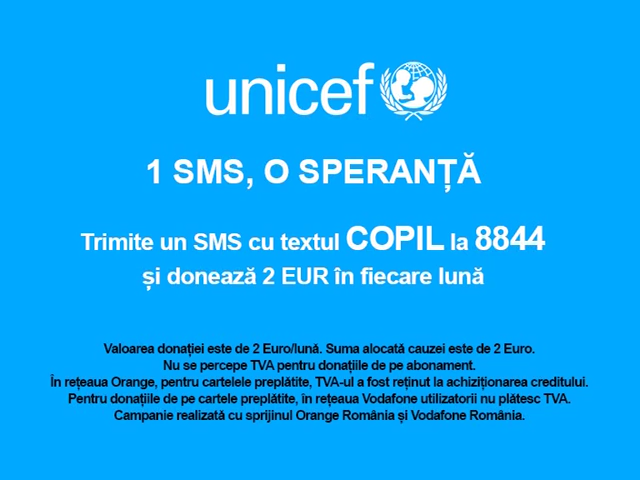 unicef
1 SMS, O SPERANȚĂ
Trimite un SMS cu textul COPIL la 8844
și donează 2 EUR în fiecare lună
Valoarea donației este de 2 Euro/lună. Suma alocată cauzei este de 2 Euro.
Nu se percepe TVA pentru donațiile de pe abonament.
În rețeaua Orange, pentru cartelele preplătite, TVA-ul a fost reținut la achiziționarea creditului.
Pentru donațiile de pe cartele preplătite, în rețeaua Vodafone utilizatorii nu plătesc TVA.
Campanie realizată cu sprijinul Orange România și Vodafone România.